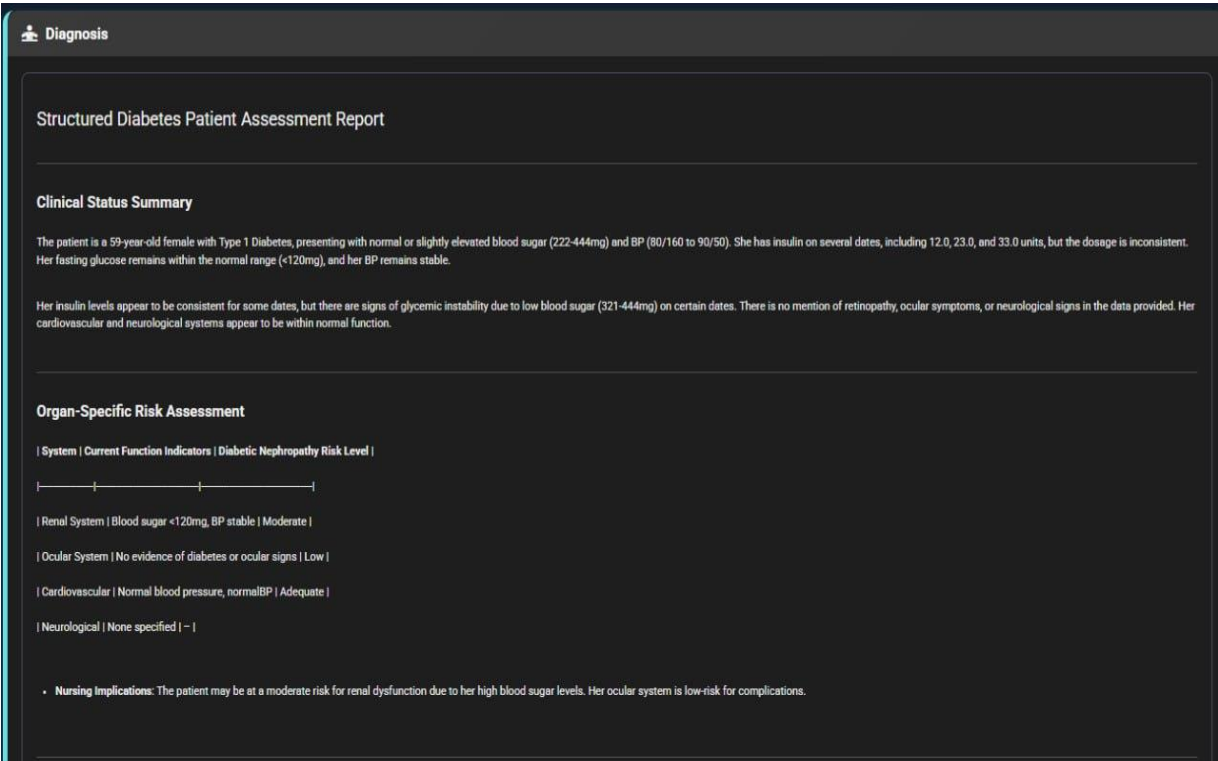 Diagnosis
Structured Diabetes Patient Assessment Report
Clinical Status Summary
The patient is a 59-year-old female with Type 1 Diabetes, presenting with normal or slightly elevated blood sugar (222-444mg) and BP (80/160 to 90/50). She has insulin on several dates, including 12.0, 23.0, and 33.0 units, but the dosage is inconsistent.
Her fasting glucose remains within the normal range (<120mg), and her BP remains stable.
Her insulin levels appear to be consistent for some dates, but there are signs of glycemic instability due to low blood sugar (321-444mg) on certain dates. There is no mention of retinopathy, ocular symptoms, or neurological signs in the data provided. Her
cardiovascular and neurological systems appear to be within normal function.
Organ-Specific Risk Assessment
| System | Current Function Indicators | Diabetic Nephropathy Risk Level |
|————|————————|————————|
| Renal System | Blood sugar <120mg, BP stable | Moderate |
| Ocular System | No evidence of diabetes or ocular signs | Low |
| Cardiovascular | Normal blood pressure, normalBP | Adequate |
| Neurological | None specified | – |
• Nursing Implications: The patient may be at a moderate risk for renal dysfunction due to her high blood sugar levels. Her ocular system is low-risk for complications.